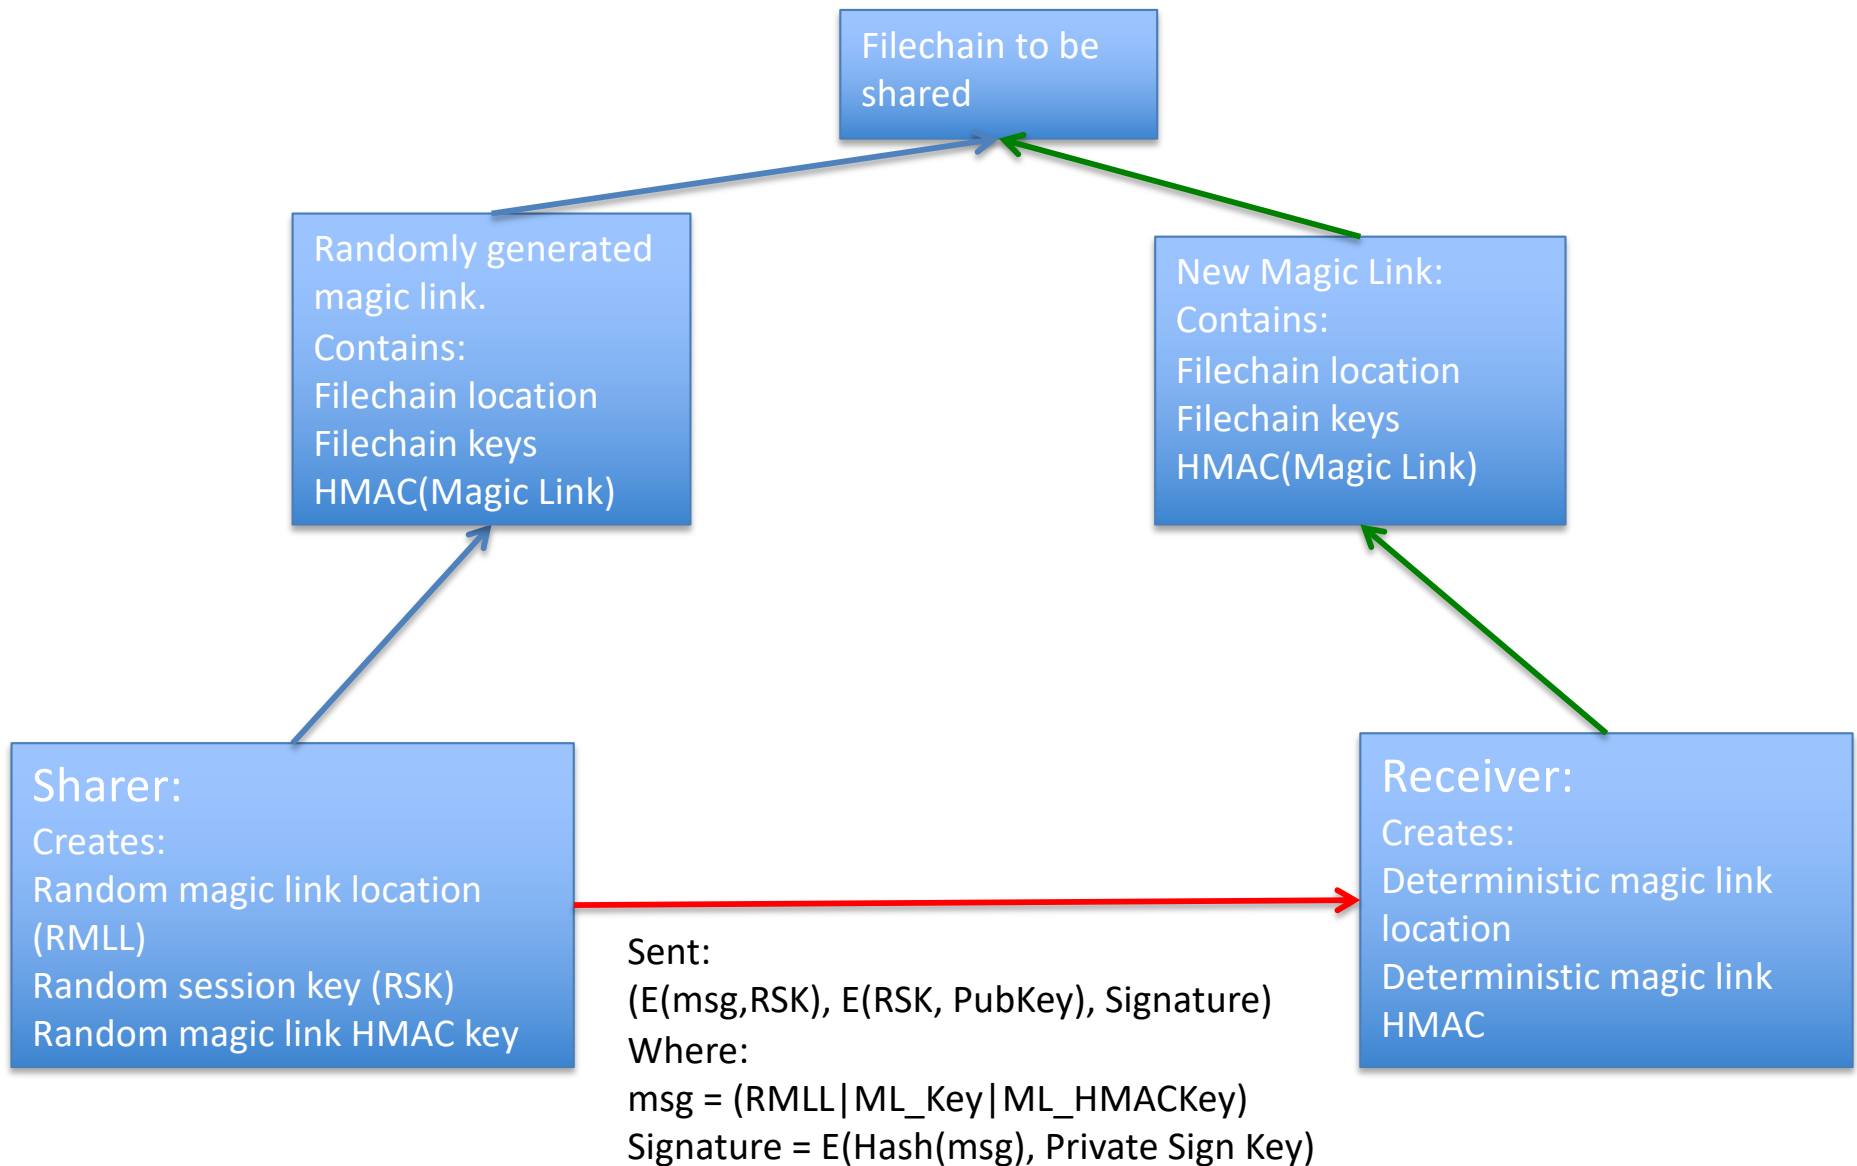 Filechain to be
shared
Randomly generated
magic link.
Contains:
Filechain location
Filechain keys
HMAC(Magic Link)
New Magic Link:
Contains:
Filechain location
Filechain keys
HMAC(Magic Link)
Sharer:
Creates:
Random magic link location
(RMLL)
Random session key (RSK)
Random magic link HMAC key
Sent:
(E(msg,RSK), E(RSK, PubKey), Signature)
Where:
msg = (RMLL|ML_Key|ML_HMACKey)
Signature = E(Hash(msg), Private Sign Key)
Receiver:
Creates:
Deterministic magic link
location
Deterministic magic link
HMAC